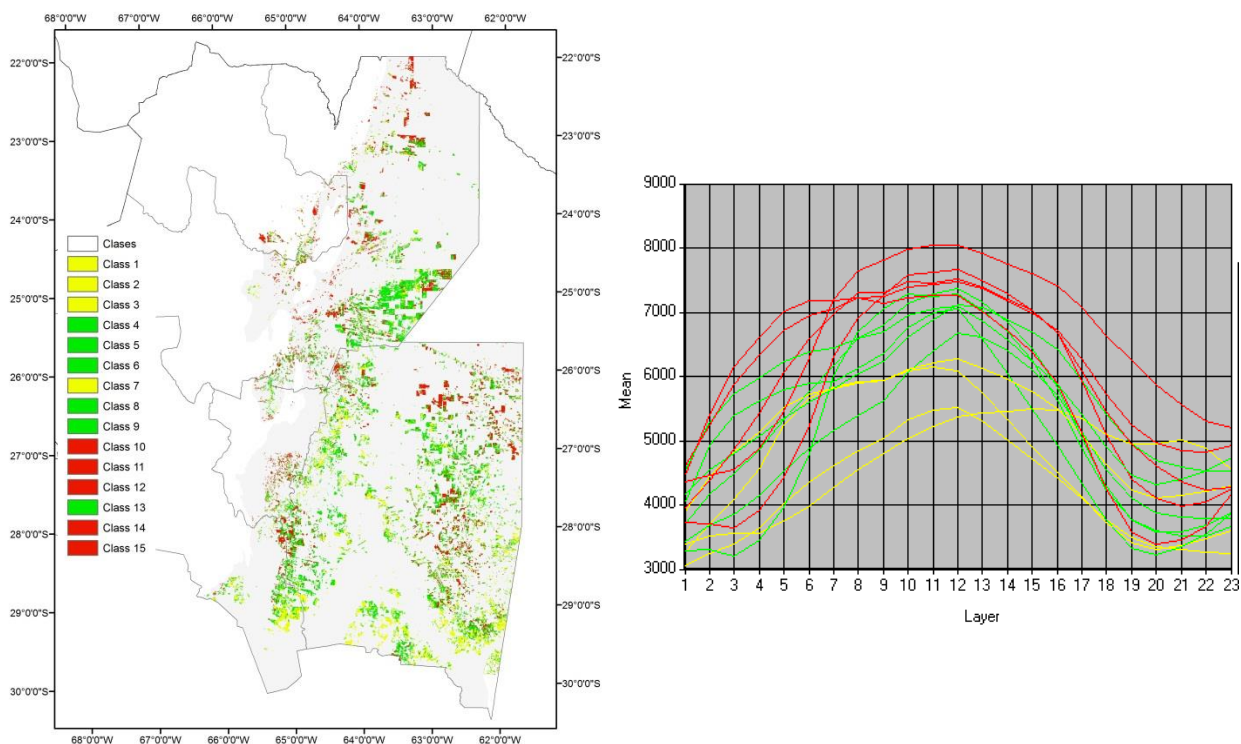 68°0'0"W 67°0'0"W 66°0'0"W 65°0'0"W 64°0'0"W 63°0'0"W 62°0'0"W
22°0'0"S 22°0'0"S
23°0'0"S 23°0'0"S
24°0'0"S 24°0'0"S
25°0'0"S 25°0'0"S
26°0'0"S 26°0'0"S
27°0'0"S 27°0'0"S
28°0'0"S 28°0'0"S
29°0'0"S 29°0'0"S
30°0'0"S 30°0'0"S
68°0'0"W 67°0'0"W 66°0'0"W 65°0'0"W 64°0'0"W 63°0'0"W 62°0'0"W
Clases
Class 1
Class 2
Class 3
Class 4
Class 5
Class 6
Class 7
Class 8
Class 9
Class 10
Class 11
Class 12
Class 13
Class 14
Class 15
Mean
9000
8000
7000
6000
5000
4000
3000
1 2 3 4 5 6 7 8 9 10 11 12 13 14 15 16 17 18 19 20 21 22 23
Layer